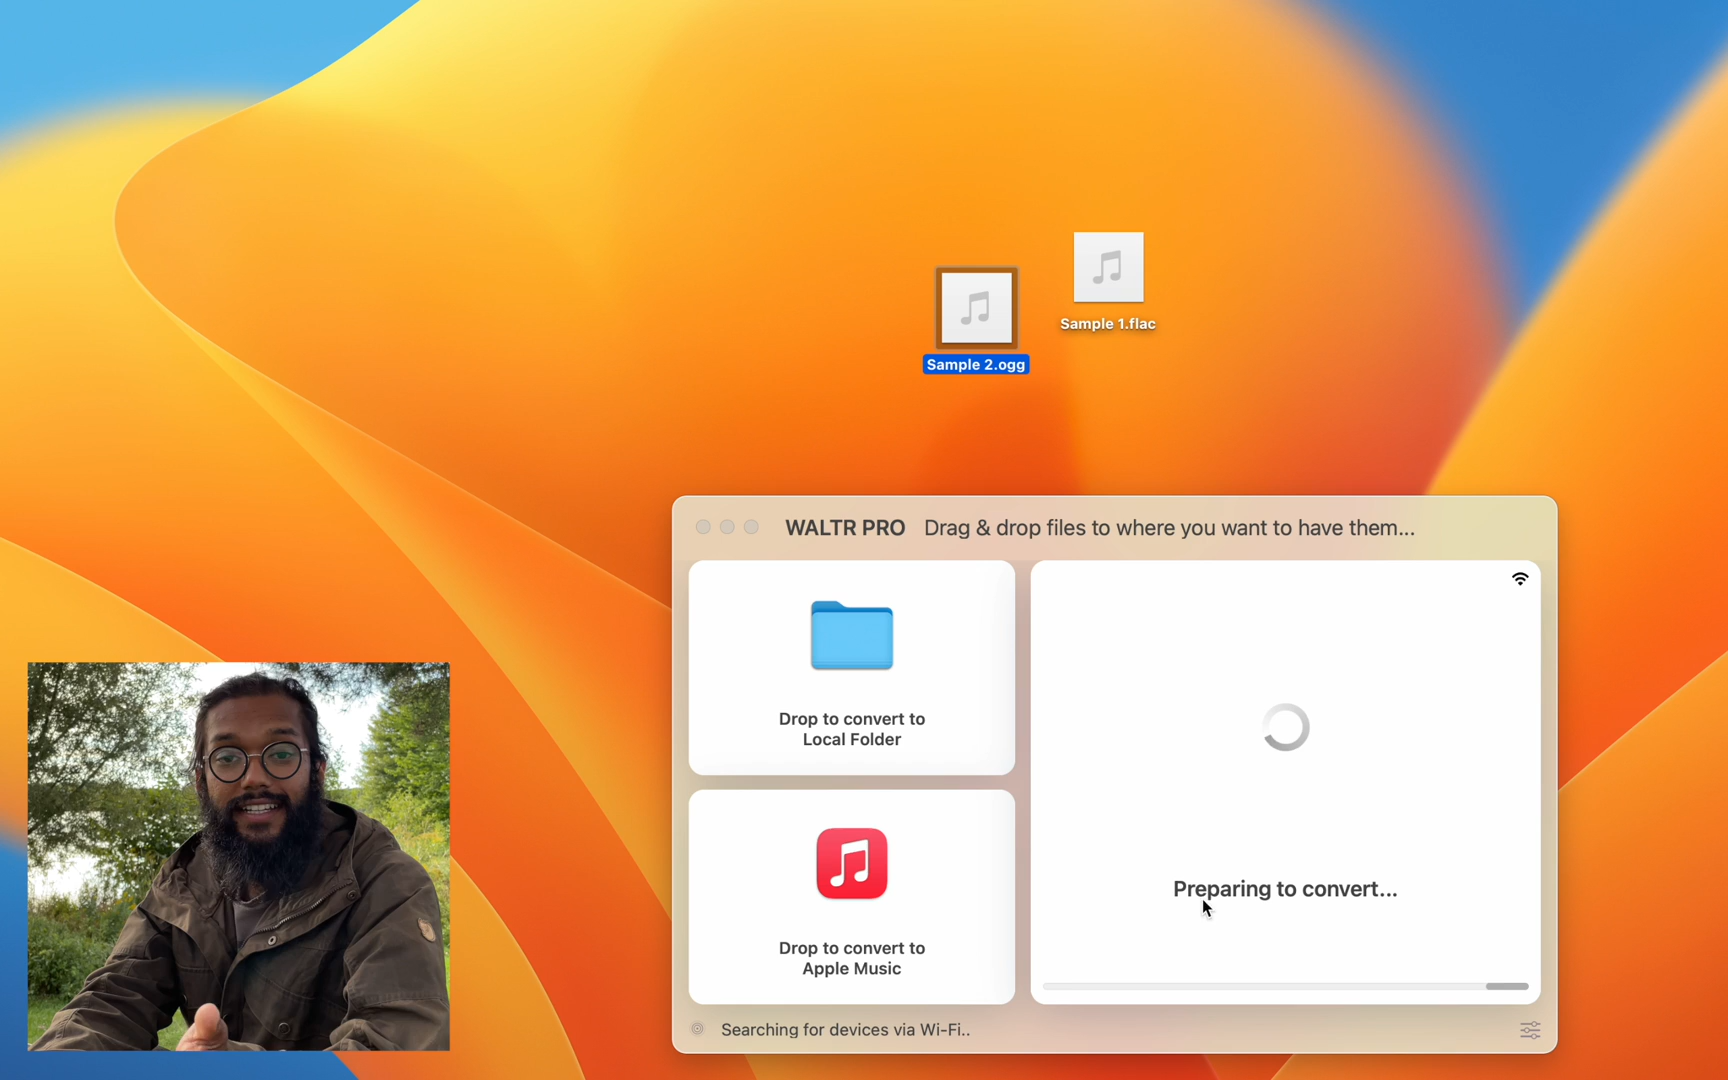 Sample 1.flac
Sample 2.ogg
WALTR PRO Drag & drop files to where you want to have them...
Drop to convert to
Local Folder
Preparing to convert...
Drop to convert to
Apple Music
Searching for devices via Wi-Fi..